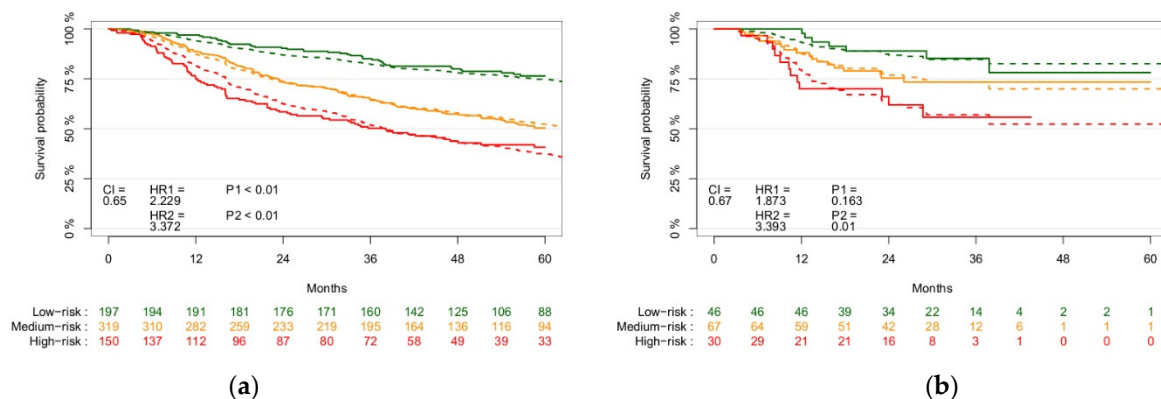 100 %
75 %
50 %
25 %
0 %
Survival probability
CI =
0.65
HR1 =
2.229
P1 < 0.01
HR2 =
3.372
P2 < 0.01
0 12 24 36 48 60
Months
Low−risk : 197 194 191 181 176 171 160 142 125 106 88
Medium−risk : 319 310 282 259 233 219 195 164 136 116 94
High−risk : 150 137 112 96 87 80 72 58 49 39 33
(a)
100 %
75 %
50 %
25 %
0 %
Survival probability
CI =
0.67
HR1 =
1.873
P1 =
0.163
HR2 =
3.393
P2 =
0.01
0 12 24 36 48 60
Months
Low−risk : 46 46 46 39 34 22 14 4 2 2 1
Medium−risk : 67 64 59 51 42 28 12 6 1 1 1
High−risk : 30 29 21 21 16 8 3 1 0 0 0
(b)